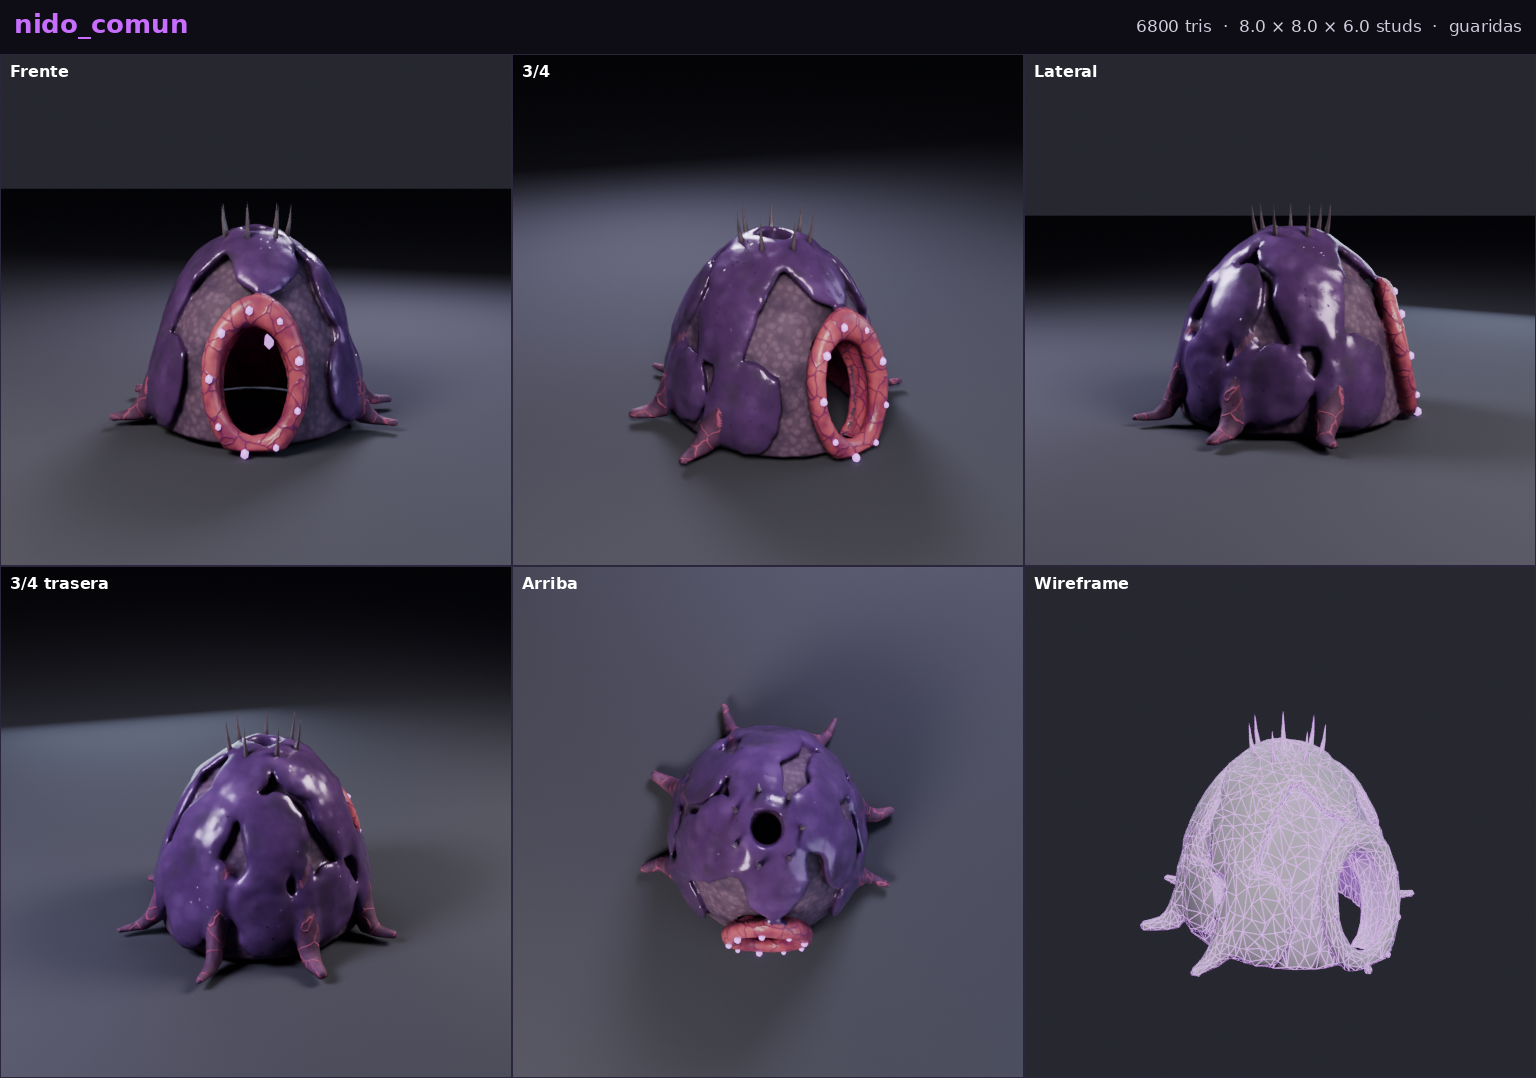 nido_comun
6800 tris · 8.0 × 8.0 × 6.0 studs · guaridas
Frente
3/4
Lateral
3/4 trasera
Arriba
Wireframe